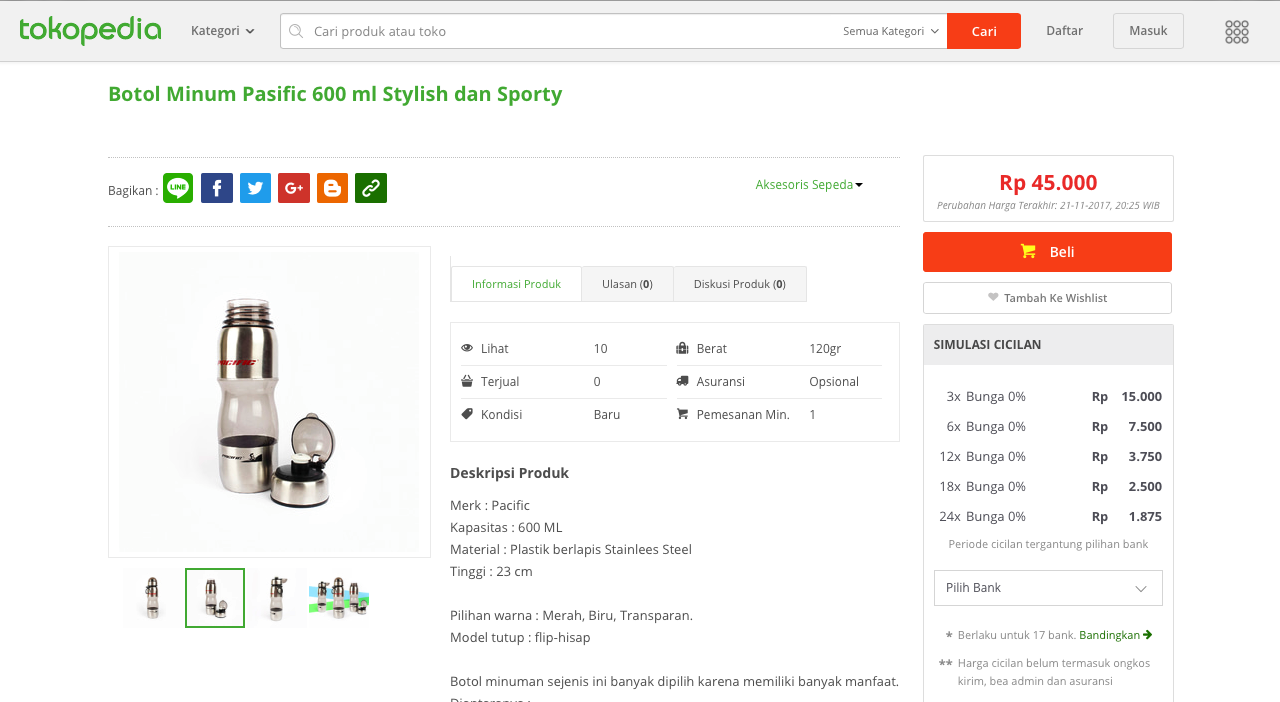 tokopedia
Kategori
Cari produk atau toko
Semua Kategori
Cari
Daftar
Masuk
Botol Minum Pasific 600 ml Stylish dan Sporty
Bagikan :
LINE
Aksesoris Sepeda
Rp 45.000
Perubahan Harga Terakhir: 21-11-2017, 20:25 WIB
Beli
Tambah Ke Wishlist
PACIFIC
PACIFIC
Informasi Produk
Ulasan (0)
Diskusi Produk (0)
Lihat 10 Berat 120gr
Terjual 0 Asuransi Opsional
Kondisi Baru Pemesanan Min. 1
Deskripsi Produk
Merk : Pacific
Kapasitas : 600 ML
Material : Plastik berlapis Stainlees Steel
Tinggi : 23 cm
Pilihan warna : Merah, Biru, Transparan.
Model tutup : flip-hisap
Botol minuman sejenis ini banyak dipilih karena memiliki banyak manfaat.
SIMULASI CICILAN
3x Bunga 0% Rp 15.000
6x Bunga 0% Rp 7.500
12x Bunga 0% Rp 3.750
18x Bunga 0% Rp 2.500
24x Bunga 0% Rp 1.875
Periode cicilan tergantung pilihan bank
Pilih Bank
* Berlaku untuk 17 bank. Bandingkan
** Harga cicilan belum termasuk ongkos
kirim, bea admin dan asuransi